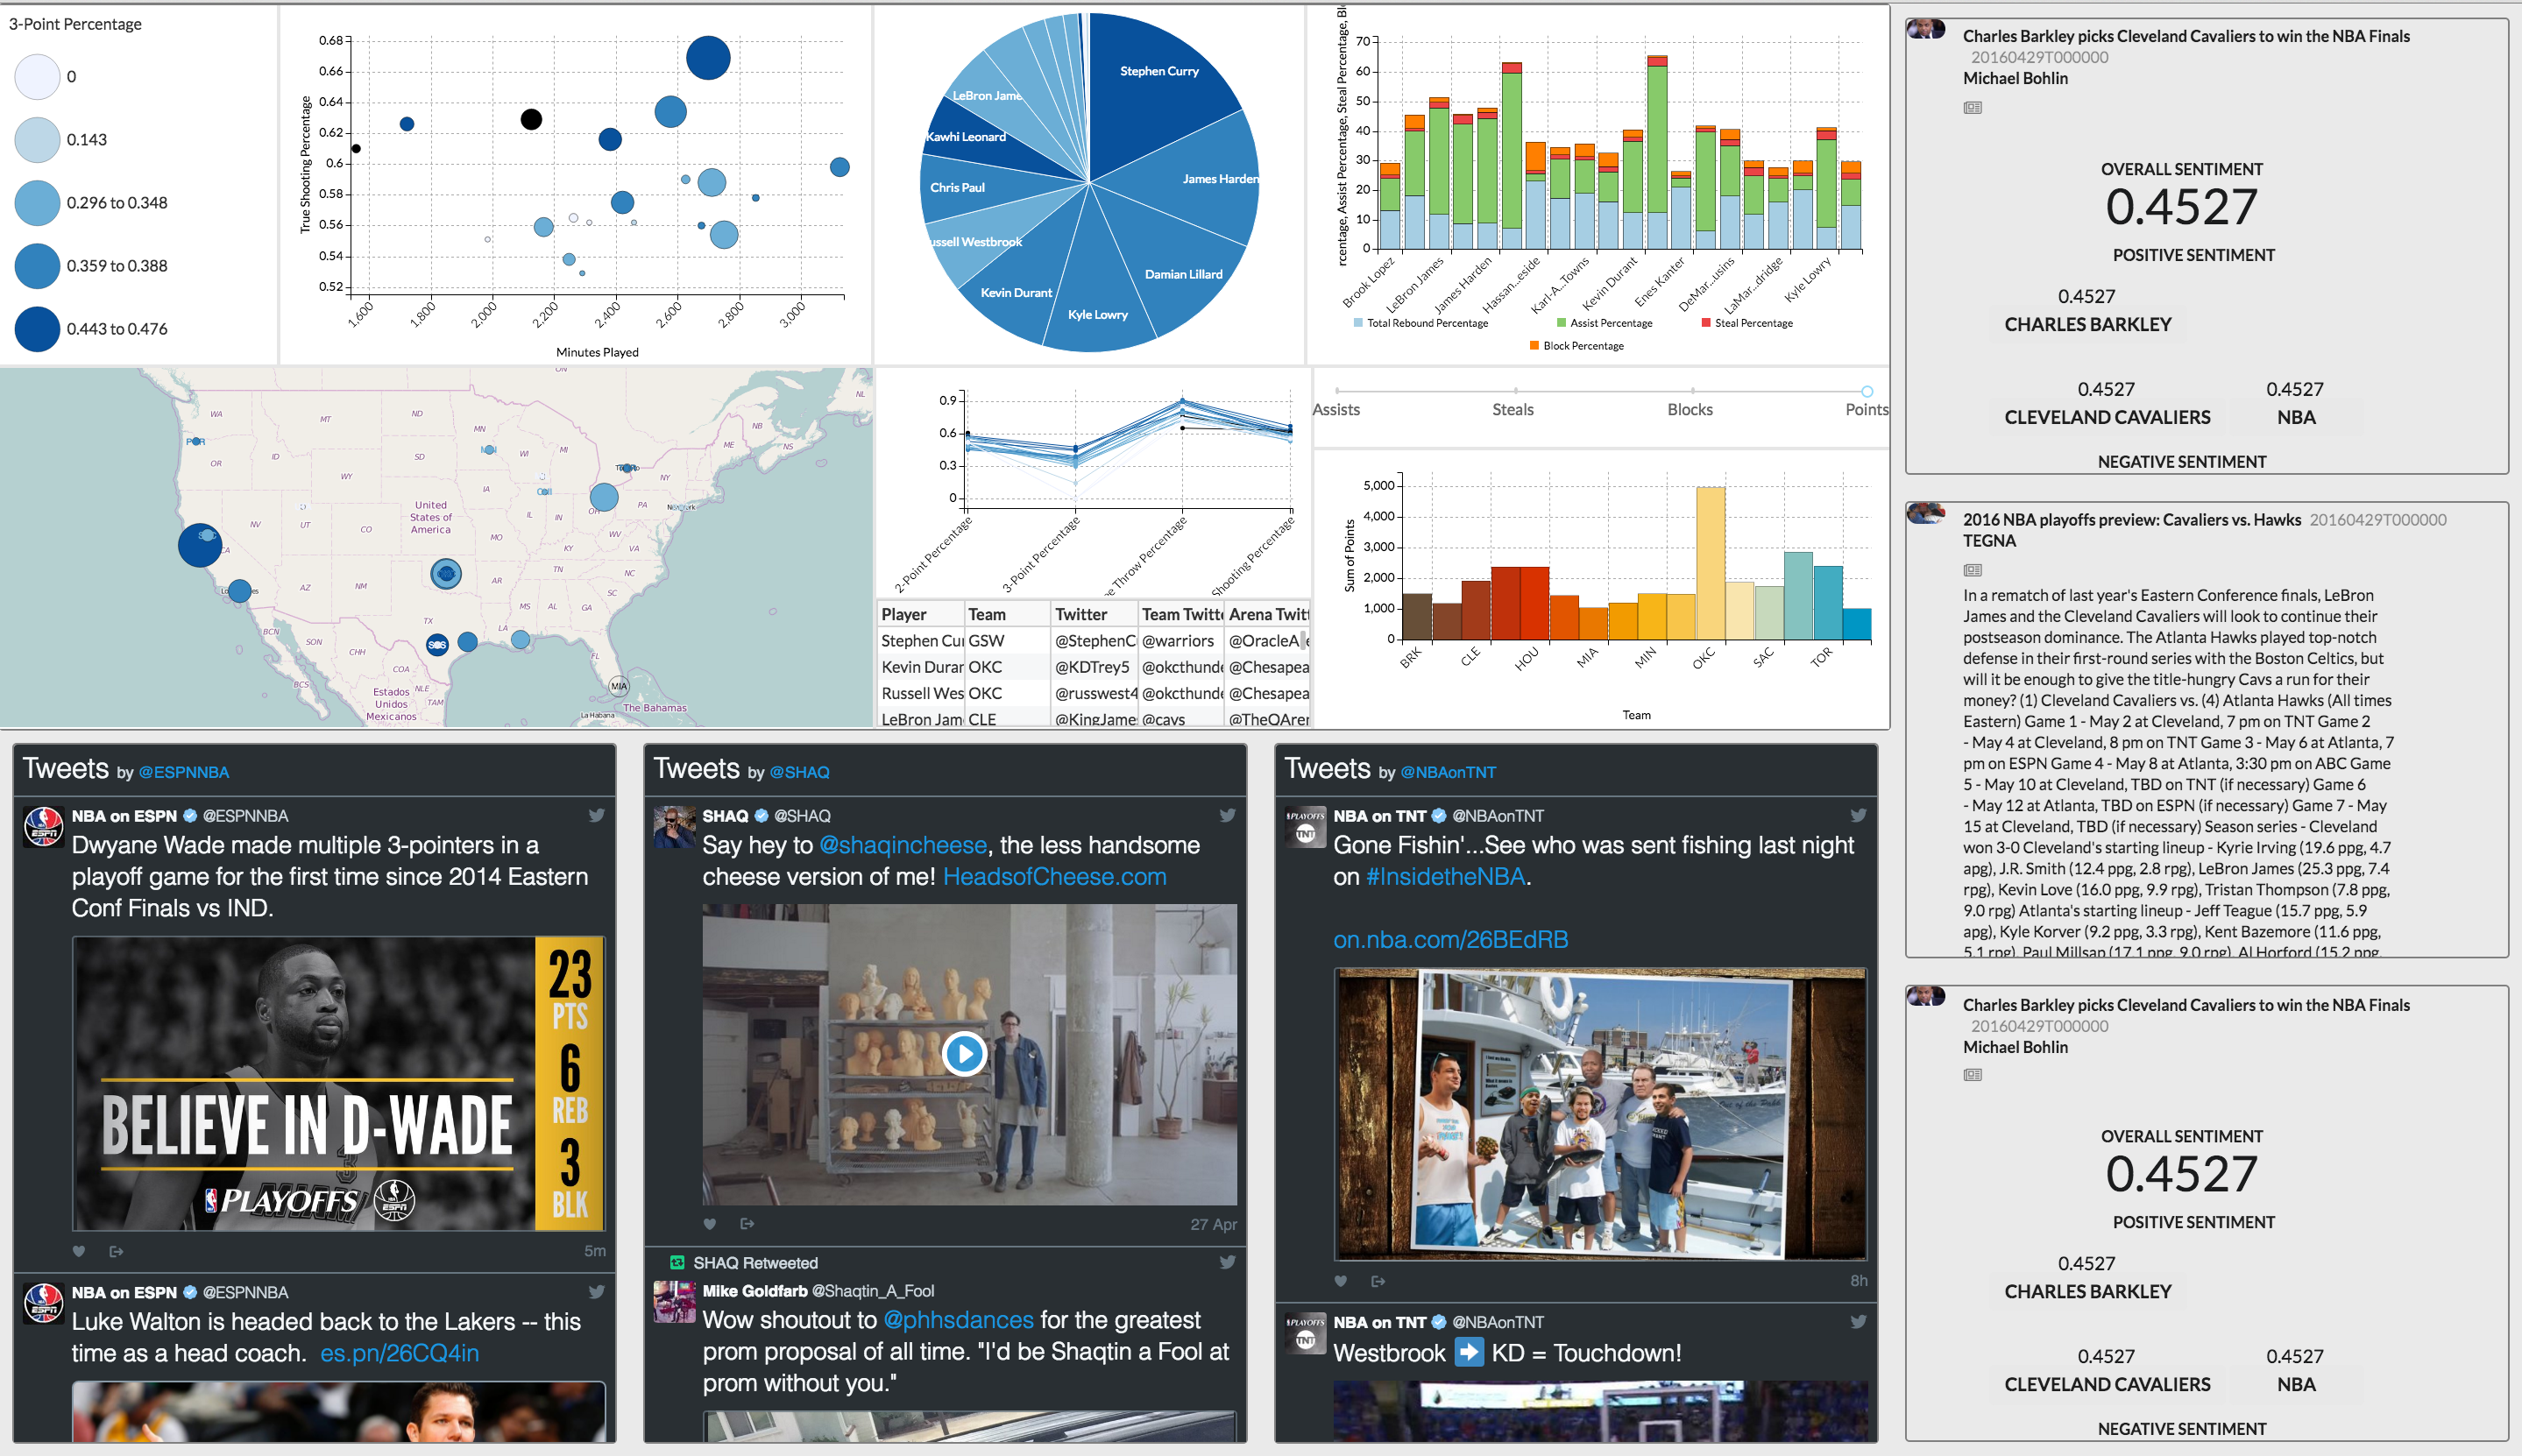 3-Point Percentage
0
0.143
0.296 to 0.348
0.359 to 0.388
0.443 to 0.476
True Shooting Percentage
0.68
0.66
0.64
0.62
0.6
0.58
0.56
0.54
0.52
1,600
1,800
2,000
2,200
2,400
2,600
2,800
3,000
Minutes Played
Stephen Curry
James Harden
Damian Lillard
Kyle Lowry
Kevin Durant
ussell Westbrook
Chris Paul
Kawhi Leonard
LeBron Jame
rcentage, Assist Percentage, Steal Percentage, Bl
70
60
50
40
30
20
10
0
Brook Lopez
LeBron James
James Harden
Hassan...eside
Karl-A...Towns
Kevin Durant
Enes Kanter
DeMar...usins
LaMar...dridge
Kyle Lowry
Total Rebound Percentage
Assist Percentage
Steal Percentage
Block Percentage
ON
NL
WA
MT
ND
MN
NB
ME
NS
POR
OR
ID
SD
WI
MI
WY
NY
IA
NV
UT
CO
United
States of
America
IL
IN
OH
PA
CA
MO
KY
WV
VA
AZ
NM
AR
TN
NC
MS
AL
GA
SC
TX
LA
BCN
SON
CHH
COA
BCS
Estados
Unidos
Mexicanos
NLE
TAM
MIA
La Habana
The Bahamas
0.9
0.6
0.3
0
2-Point Percentage
3-Point Percentage
e Throw Percentage
Shooting Percentage
Player
Team
Twitter
Team Twitt
Arena Twitt
Stephen Cu
GSW
@StephenC
@warriors
@OracleA
Kevin Durar
OKC
@KDTrey5
@okcthunde
@Chesapea
Russell Wes
OKC
@russwest4
@okcthunde
@Chesapea
LeBron Jam
CLE
@KingJame
@cavs
@TheQArer
Assists
Steals
Blocks
Points
Sum of Points
5,000
4,000
3,000
2,000
1,000
0
BRK
CLE
HOU
MIA
MIN
OKC
SAC
TOR
Team
Tweets by @ESPNNBA
NBA on ESPN @ESPNNBA
Dwyane Wade made multiple 3-pointers in a
playoff game for the first time since 2014 Eastern
Conf Finals vs IND.
23
PTS
6
REB
3
BLK
BELIEVE IN D-WADE
PLAYOFFS
ESPN
5m
NBA on ESPN @ESPNNBA
Luke Walton is headed back to the Lakers -- this
time as a head coach. es.pn/26CQ4in
Tweets by @SHAQ
SHAQ @SHAQ
Say hey to @shaqincheese, the less handsome
cheese version of me! HeadsofCheese.com
27 Apr
SHAQ Retweeted
Mike Goldfarb @Shaqtin_A_Fool
Wow shoutout to @phhsdances for the greatest
prom proposal of all time. "I'd be Shaqtin a Fool at
prom without you."
Tweets by @NBAonTNT
NBA on TNT @NBAonTNT
Gone Fishin'...See who was sent fishing last night
on #InsidetheNBA.
on.nba.com/26BEdRB
8h
NBA on TNT @NBAonTNT
Westbrook ➡ KD = Touchdown!
Charles Barkley picks Cleveland Cavaliers to win the NBA Finals
20160429T000000
Michael Bohlin
OVERALL SENTIMENT
0.4527
POSITIVE SENTIMENT
0.4527
CHARLES BARKLEY
0.4527
CLEVELAND CAVALIERS
0.4527
NBA
NEGATIVE SENTIMENT
2016 NBA playoffs preview: Cavaliers vs. Hawks 20160429T000000
TEGNA
In a rematch of last year's Eastern Conference finals, LeBron
James and the Cleveland Cavaliers will look to continue their
postseason dominance. The Atlanta Hawks played top-notch
defense in their first-round series with the Boston Celtics, but
will it be enough to give the title-hungry Cavs a run for their
money? (1) Cleveland Cavaliers vs. (4) Atlanta Hawks (All times
Eastern) Game 1 - May 2 at Cleveland, 7 pm on TNT Game 2
- May 4 at Cleveland, 8 pm on TNT Game 3 - May 6 at Atlanta, 7
pm on ESPN Game 4 - May 8 at Atlanta, 3:30 pm on ABC Game
5 - May 10 at Cleveland, TBD on TNT (if necessary) Game 6
- May 12 at Atlanta, TBD on ESPN (if necessary) Game 7 - May
15 at Cleveland, TBD (if necessary) Season series - Cleveland
won 3-0 Cleveland's starting lineup - Kyrie Irving (19.6 ppg, 4.7
apg), J.R. Smith (12.4 ppg, 2.8 rpg), LeBron James (25.3 ppg, 7.4
rpg), Kevin Love (16.0 ppg, 9.9 rpg), Tristan Thompson (7.8 ppg,
9.0 rpg) Atlanta's starting lineup - Jeff Teague (15.7 ppg, 5.9
apg), Kyle Korver (9.2 ppg, 3.3 rpg), Kent Bazemore (11.6 ppg,
5.1 rpg), Paul Millsap (17.1 ppg, 9.0 rpg), Al Horford (15.2 ppg,
Charles Barkley picks Cleveland Cavaliers to win the NBA Finals
20160429T000000
Michael Bohlin
OVERALL SENTIMENT
0.4527
POSITIVE SENTIMENT
0.4527
CHARLES BARKLEY
0.4527
CLEVELAND CAVALIERS
0.4527
NBA
NEGATIVE SENTIMENT